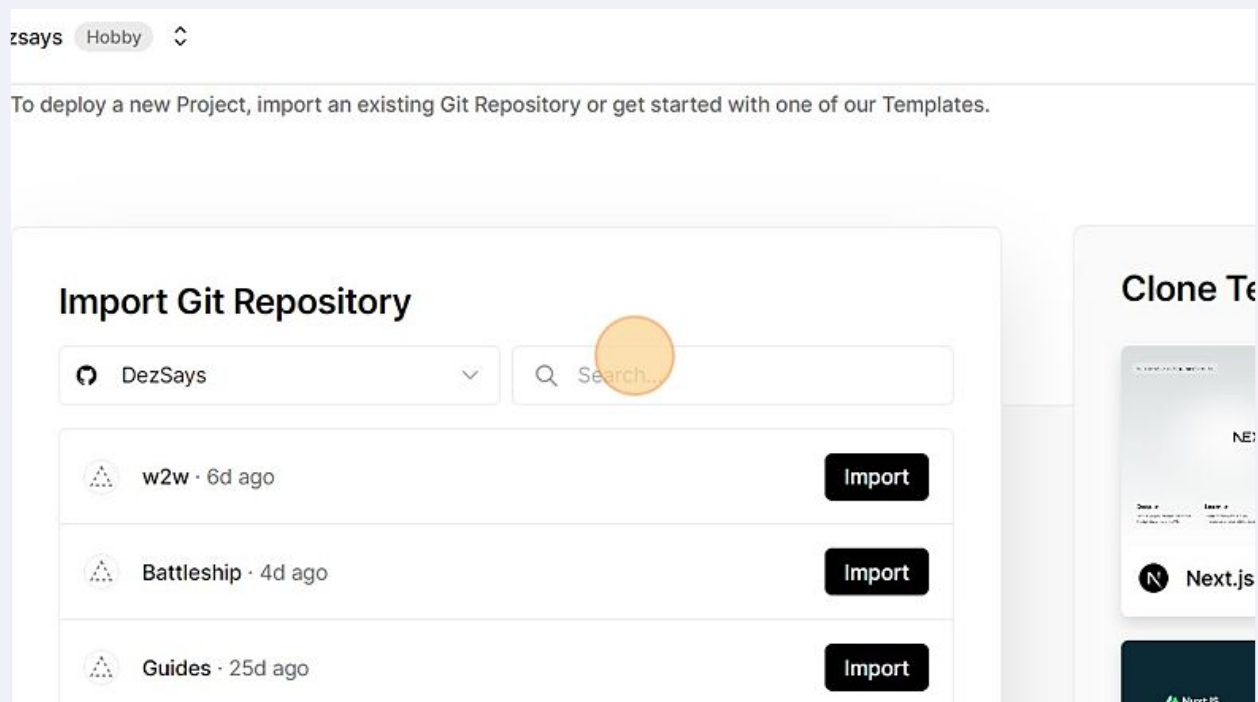 zsays Hobby
To deploy a new Project, import an existing Git Repository or get started with one of our Templates.
Import Git Repository
DezSays
Search...
w2w · 6d ago
Import
Battleship · 4d ago
Import
Guides · 25d ago
Import
Clone Te
NEX
Next.js
NuxtJS